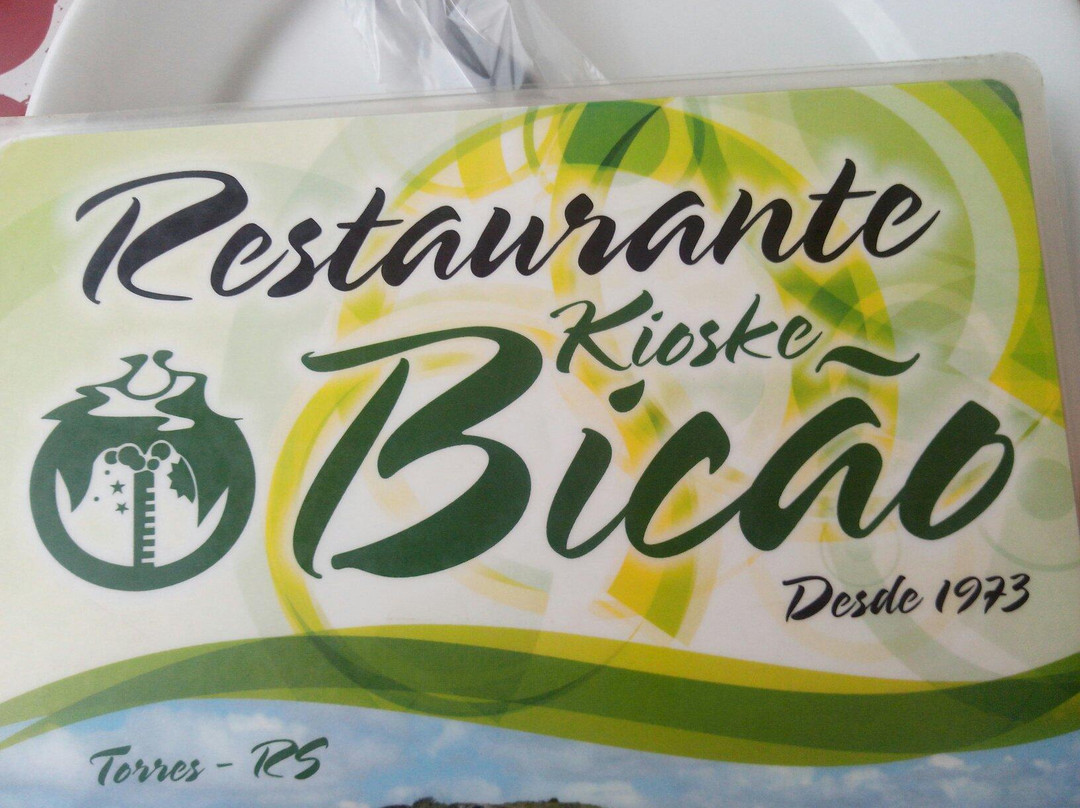 Restaurante
Kioske
Bicão
Desde 1973
Torres - RS